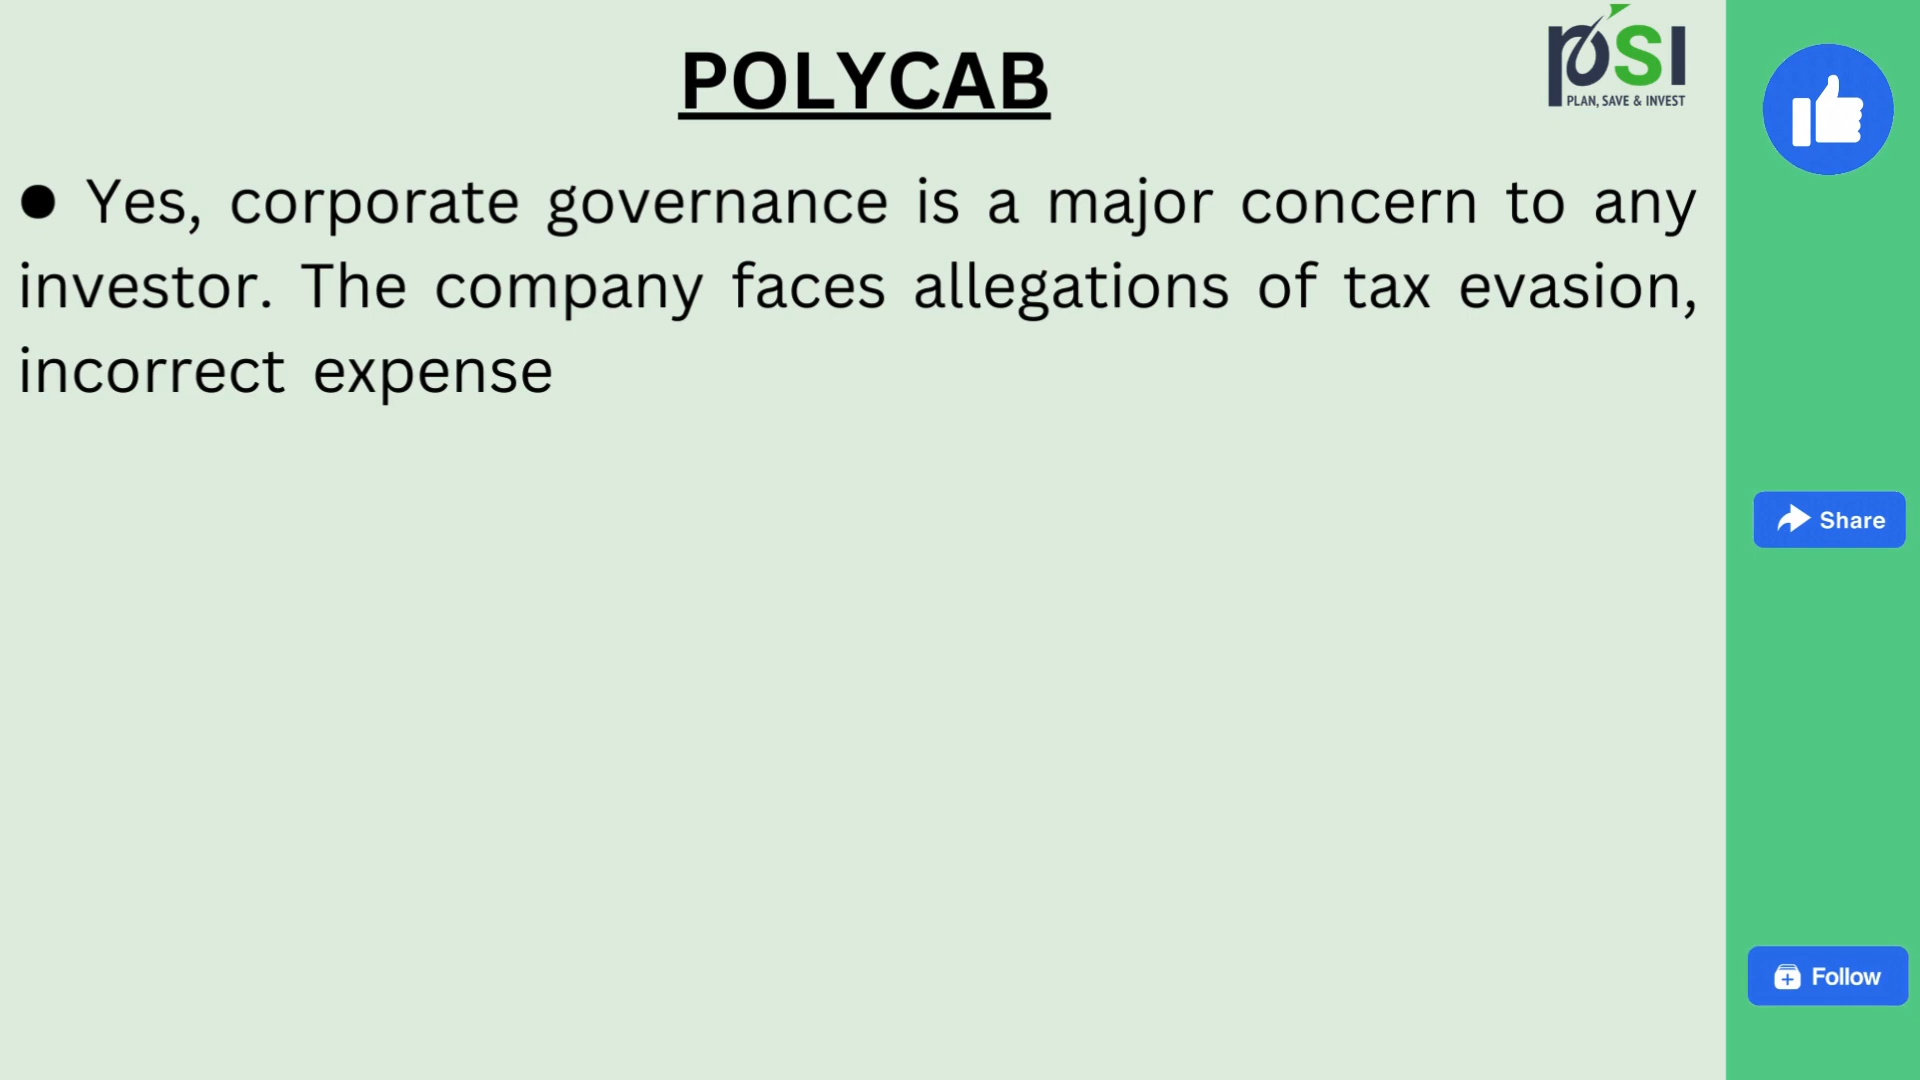 POLYCAB
pSI
PLAN, SAVE & INVEST
● Yes, corporate governance is a major concern to any
investor. The company faces allegations of tax evasion,
incorrect expense
Share
Follow